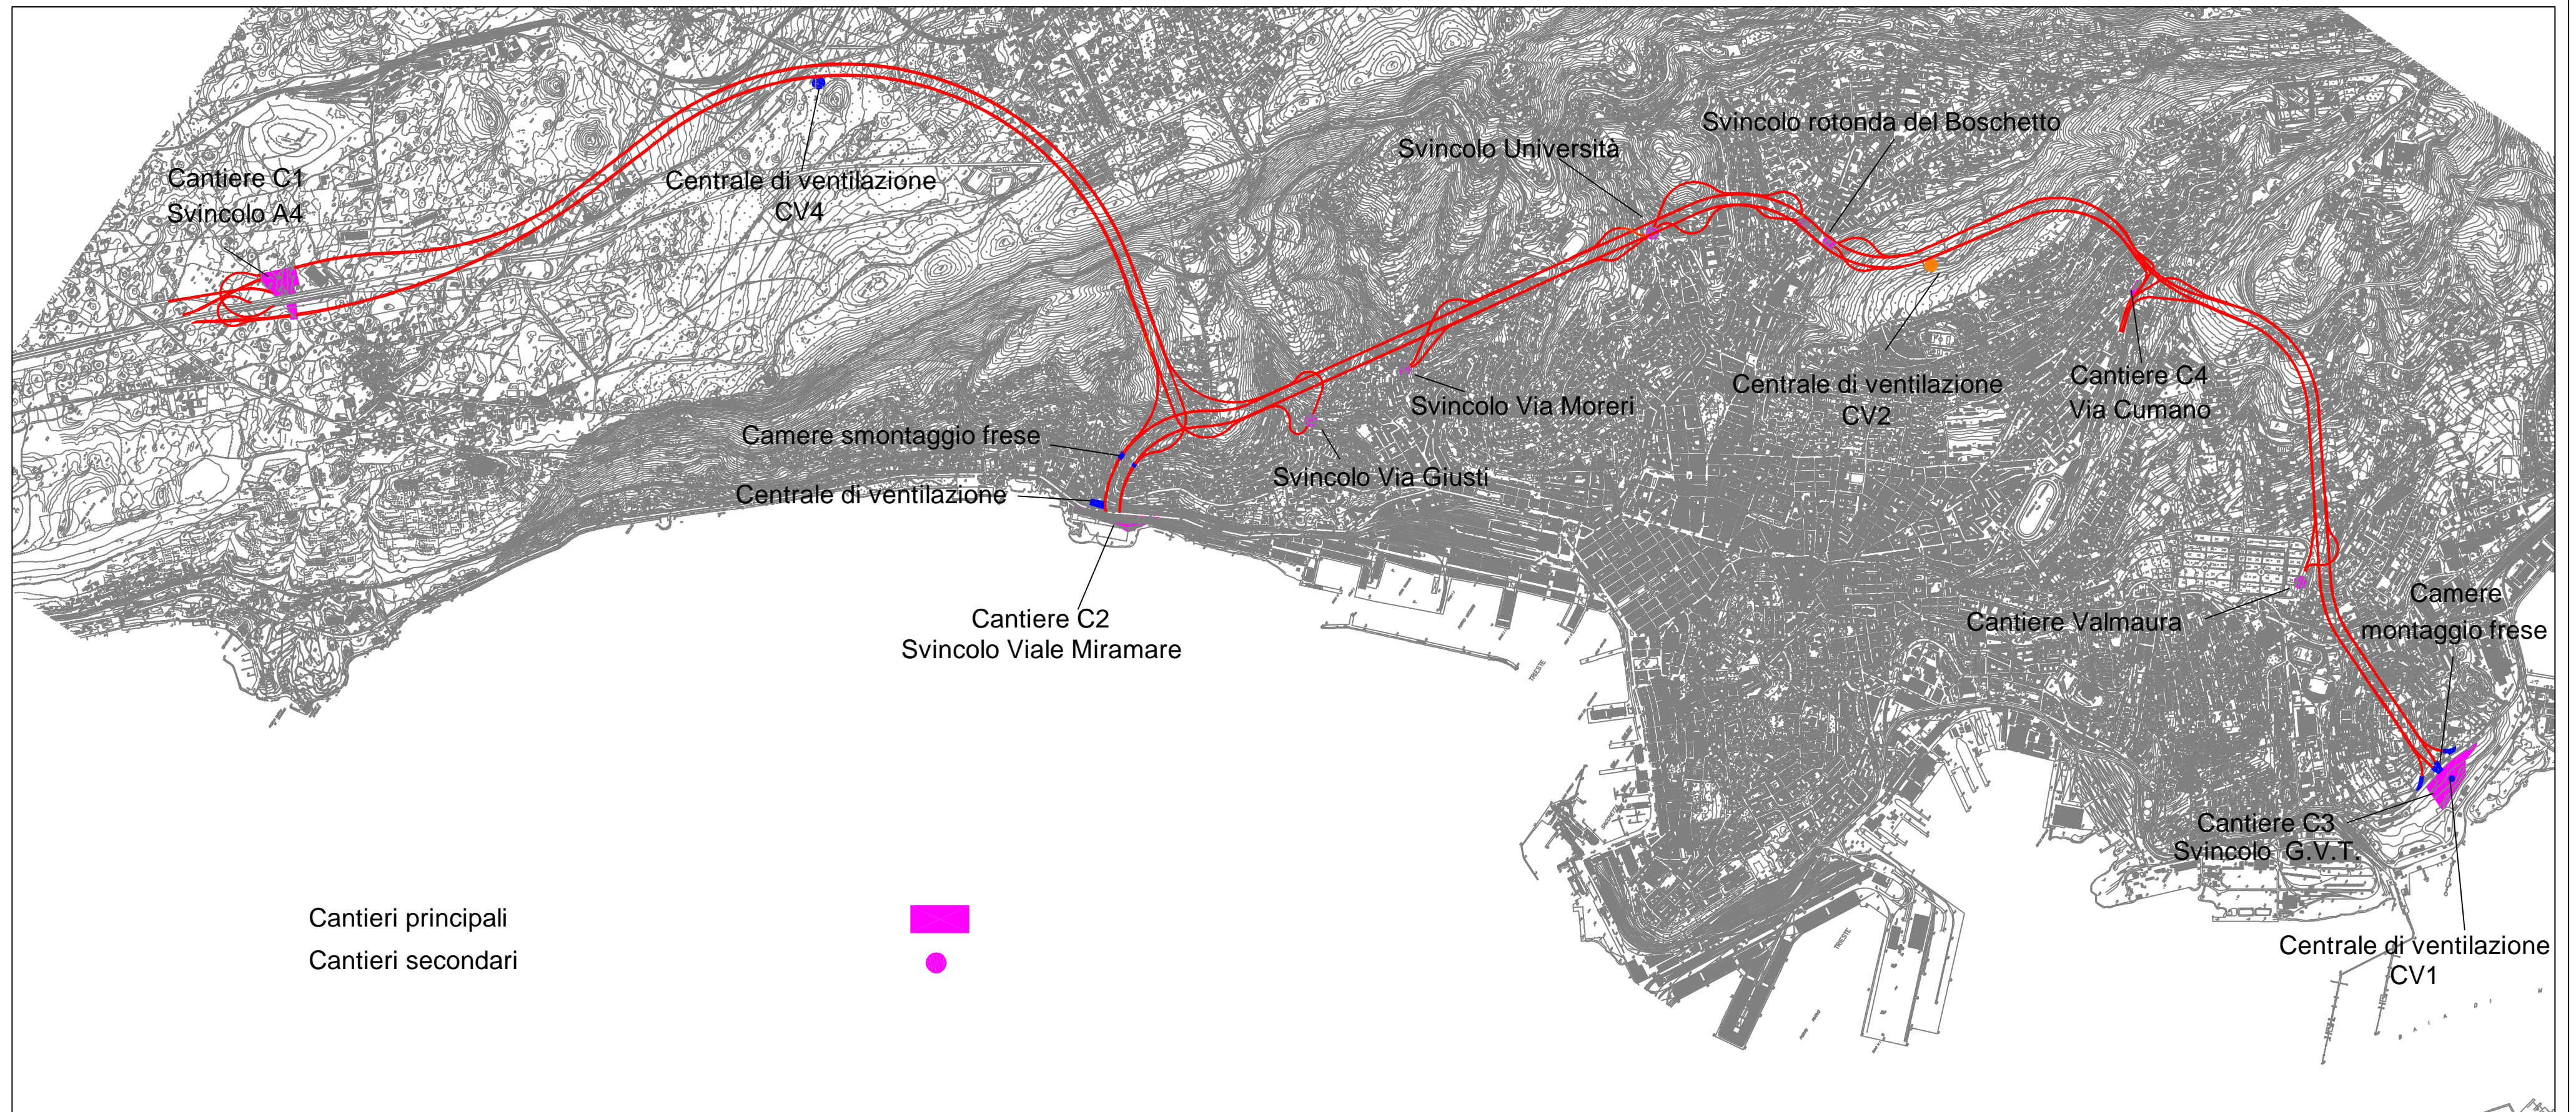 Svincolo rotonda del Boschetto
Svincolo Università
Cantiere C1
Svincolo A4
Centrale di ventilazione
CV4
Centrale di ventilazione
CV2
Cantiere C4
Via Cumano
Svincolo Via Moreri
Camere smontaggio frese
Svincolo Via Giusti
Centrale di ventilazione
Cantiere C2
Svincolo Viale Miramare
Cantiere Valmaura
Camere
montaggio frese
TRIESTE
Cantiere C3
Svincolo G.V.T.
Cantieri principali
Cantieri secondari
TRIESTE
Centrale di ventilazione
CV1